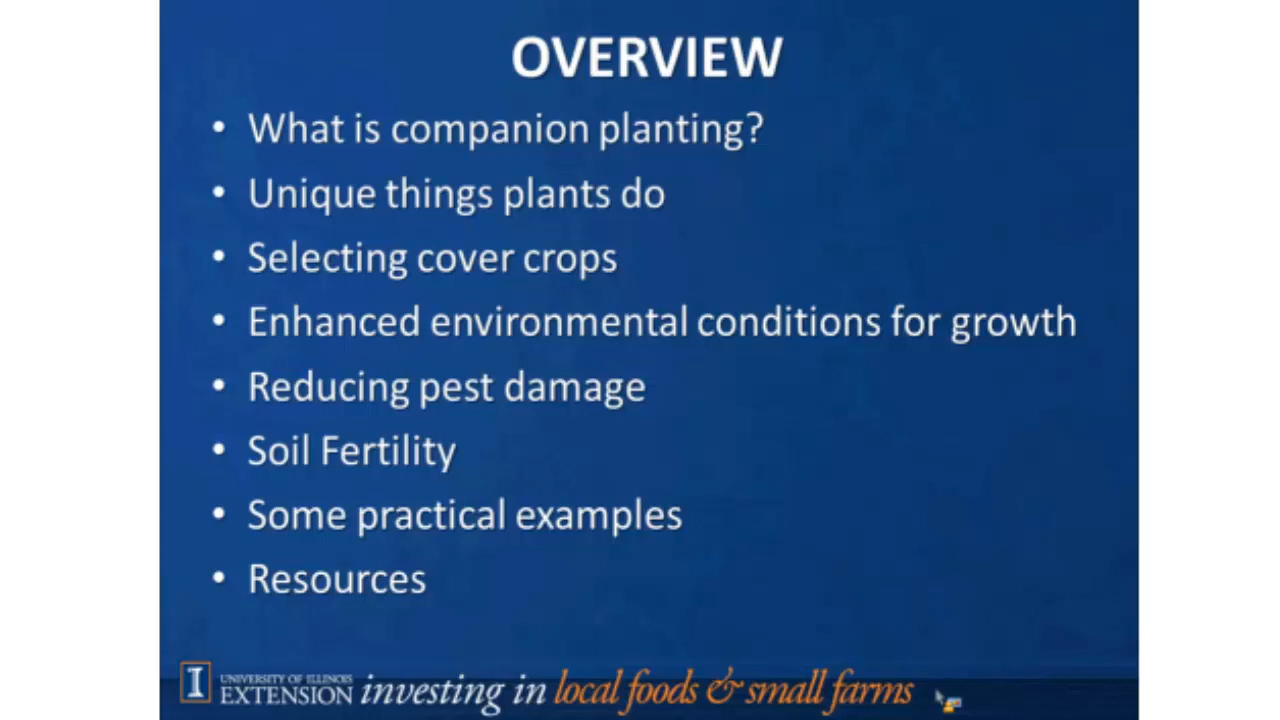 OVERVIEW
• What is companion planting?
• Unique things plants do
• Selecting cover crops
• Enhanced environmental conditions for growth
• Reducing pest damage
• Soil Fertility
• Some practical examples
• Resources
I UNIVERSITY OF ILLINOIS
EXTENSION investing in local foods & small farms